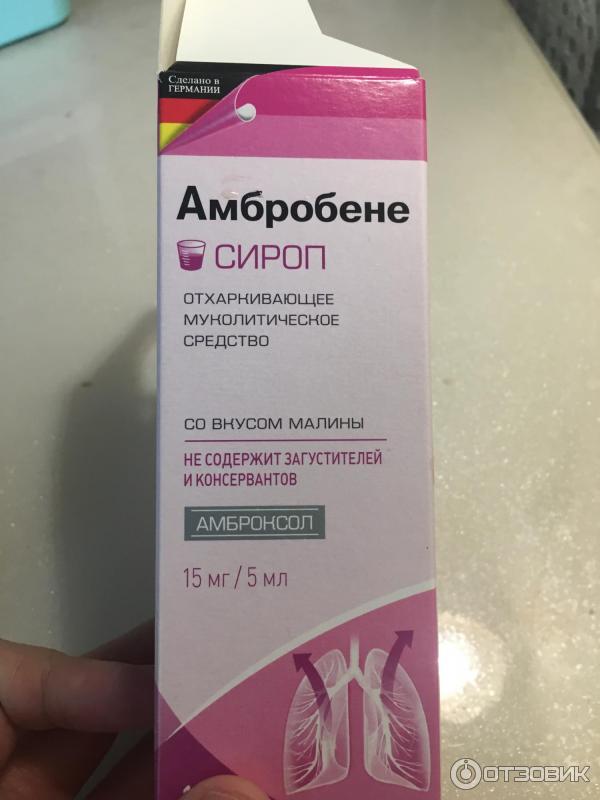 Сделано в
ГЕРМАНИИ
Амбробене
СИРОП
ОТХАРКИВАЮЩЕЕ
МУКОЛИТИЧЕСКОЕ
СРЕДСТВО
СО ВКУСОМ МАЛИНЫ
НЕ СОДЕРЖИТ ЗАГУСТИТЕЛЕЙ
И КОНСЕРВАНТОВ
АМБРОКСОЛ
15 мг / 5 мл
ОТЗОВИК